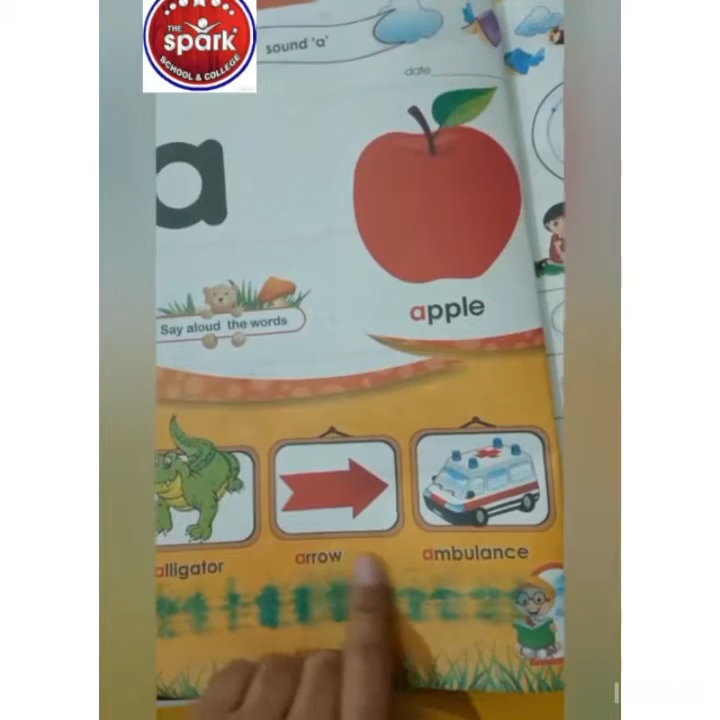 THE
spark
SCHOOL & COLLEGE
sound 'a'
date
a
apple
Say aloud the words
alligator
arrow
ambulance